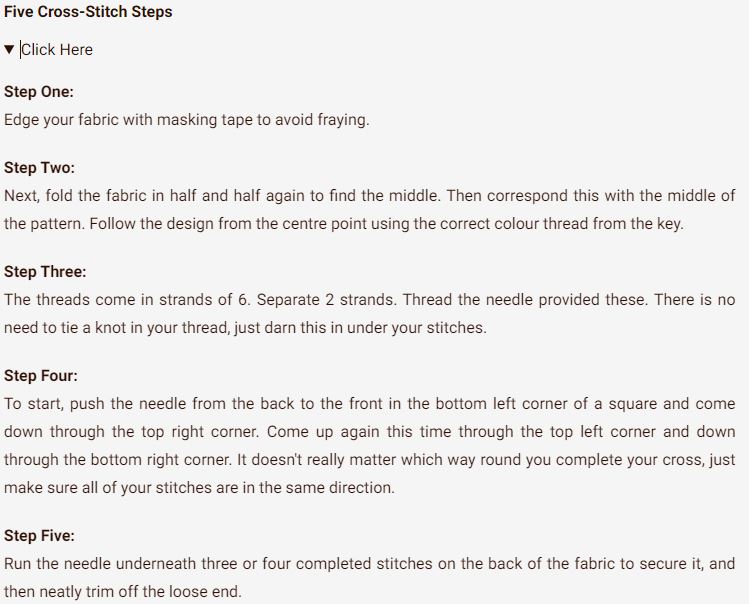 Five Cross-Stitch Steps
▼ Click Here
Step One:
Edge your fabric with masking tape to avoid fraying.
Step Two:
Next, fold the fabric in half and half again to find the middle. Then correspond this with the middle of
the pattern. Follow the design from the centre point using the correct colour thread from the key.
Step Three:
The threads come in strands of 6. Separate 2 strands. Thread the needle provided these. There is no
need to tie a knot in your thread, just darn this in under your stitches.
Step Four:
To start, push the needle from the back to the front in the bottom left corner of a square and come
down through the top right corner. Come up again this time through the top left corner and down
through the bottom right corner. It doesn't really matter which way round you complete your cross, just
make sure all of your stitches are in the same direction.
Step Five:
Run the needle underneath three or four completed stitches on the back of the fabric to secure it, and
then neatly trim off the loose end.